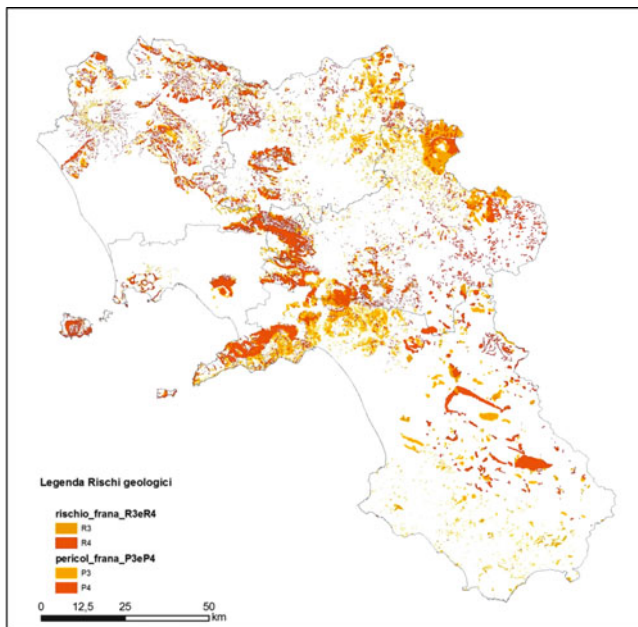 Legenda Rischi geologici
rischio_frana_R3eR4
R3
R4
pericol_frana_P3eP4
P3
P4
0 12,5 25 50
km